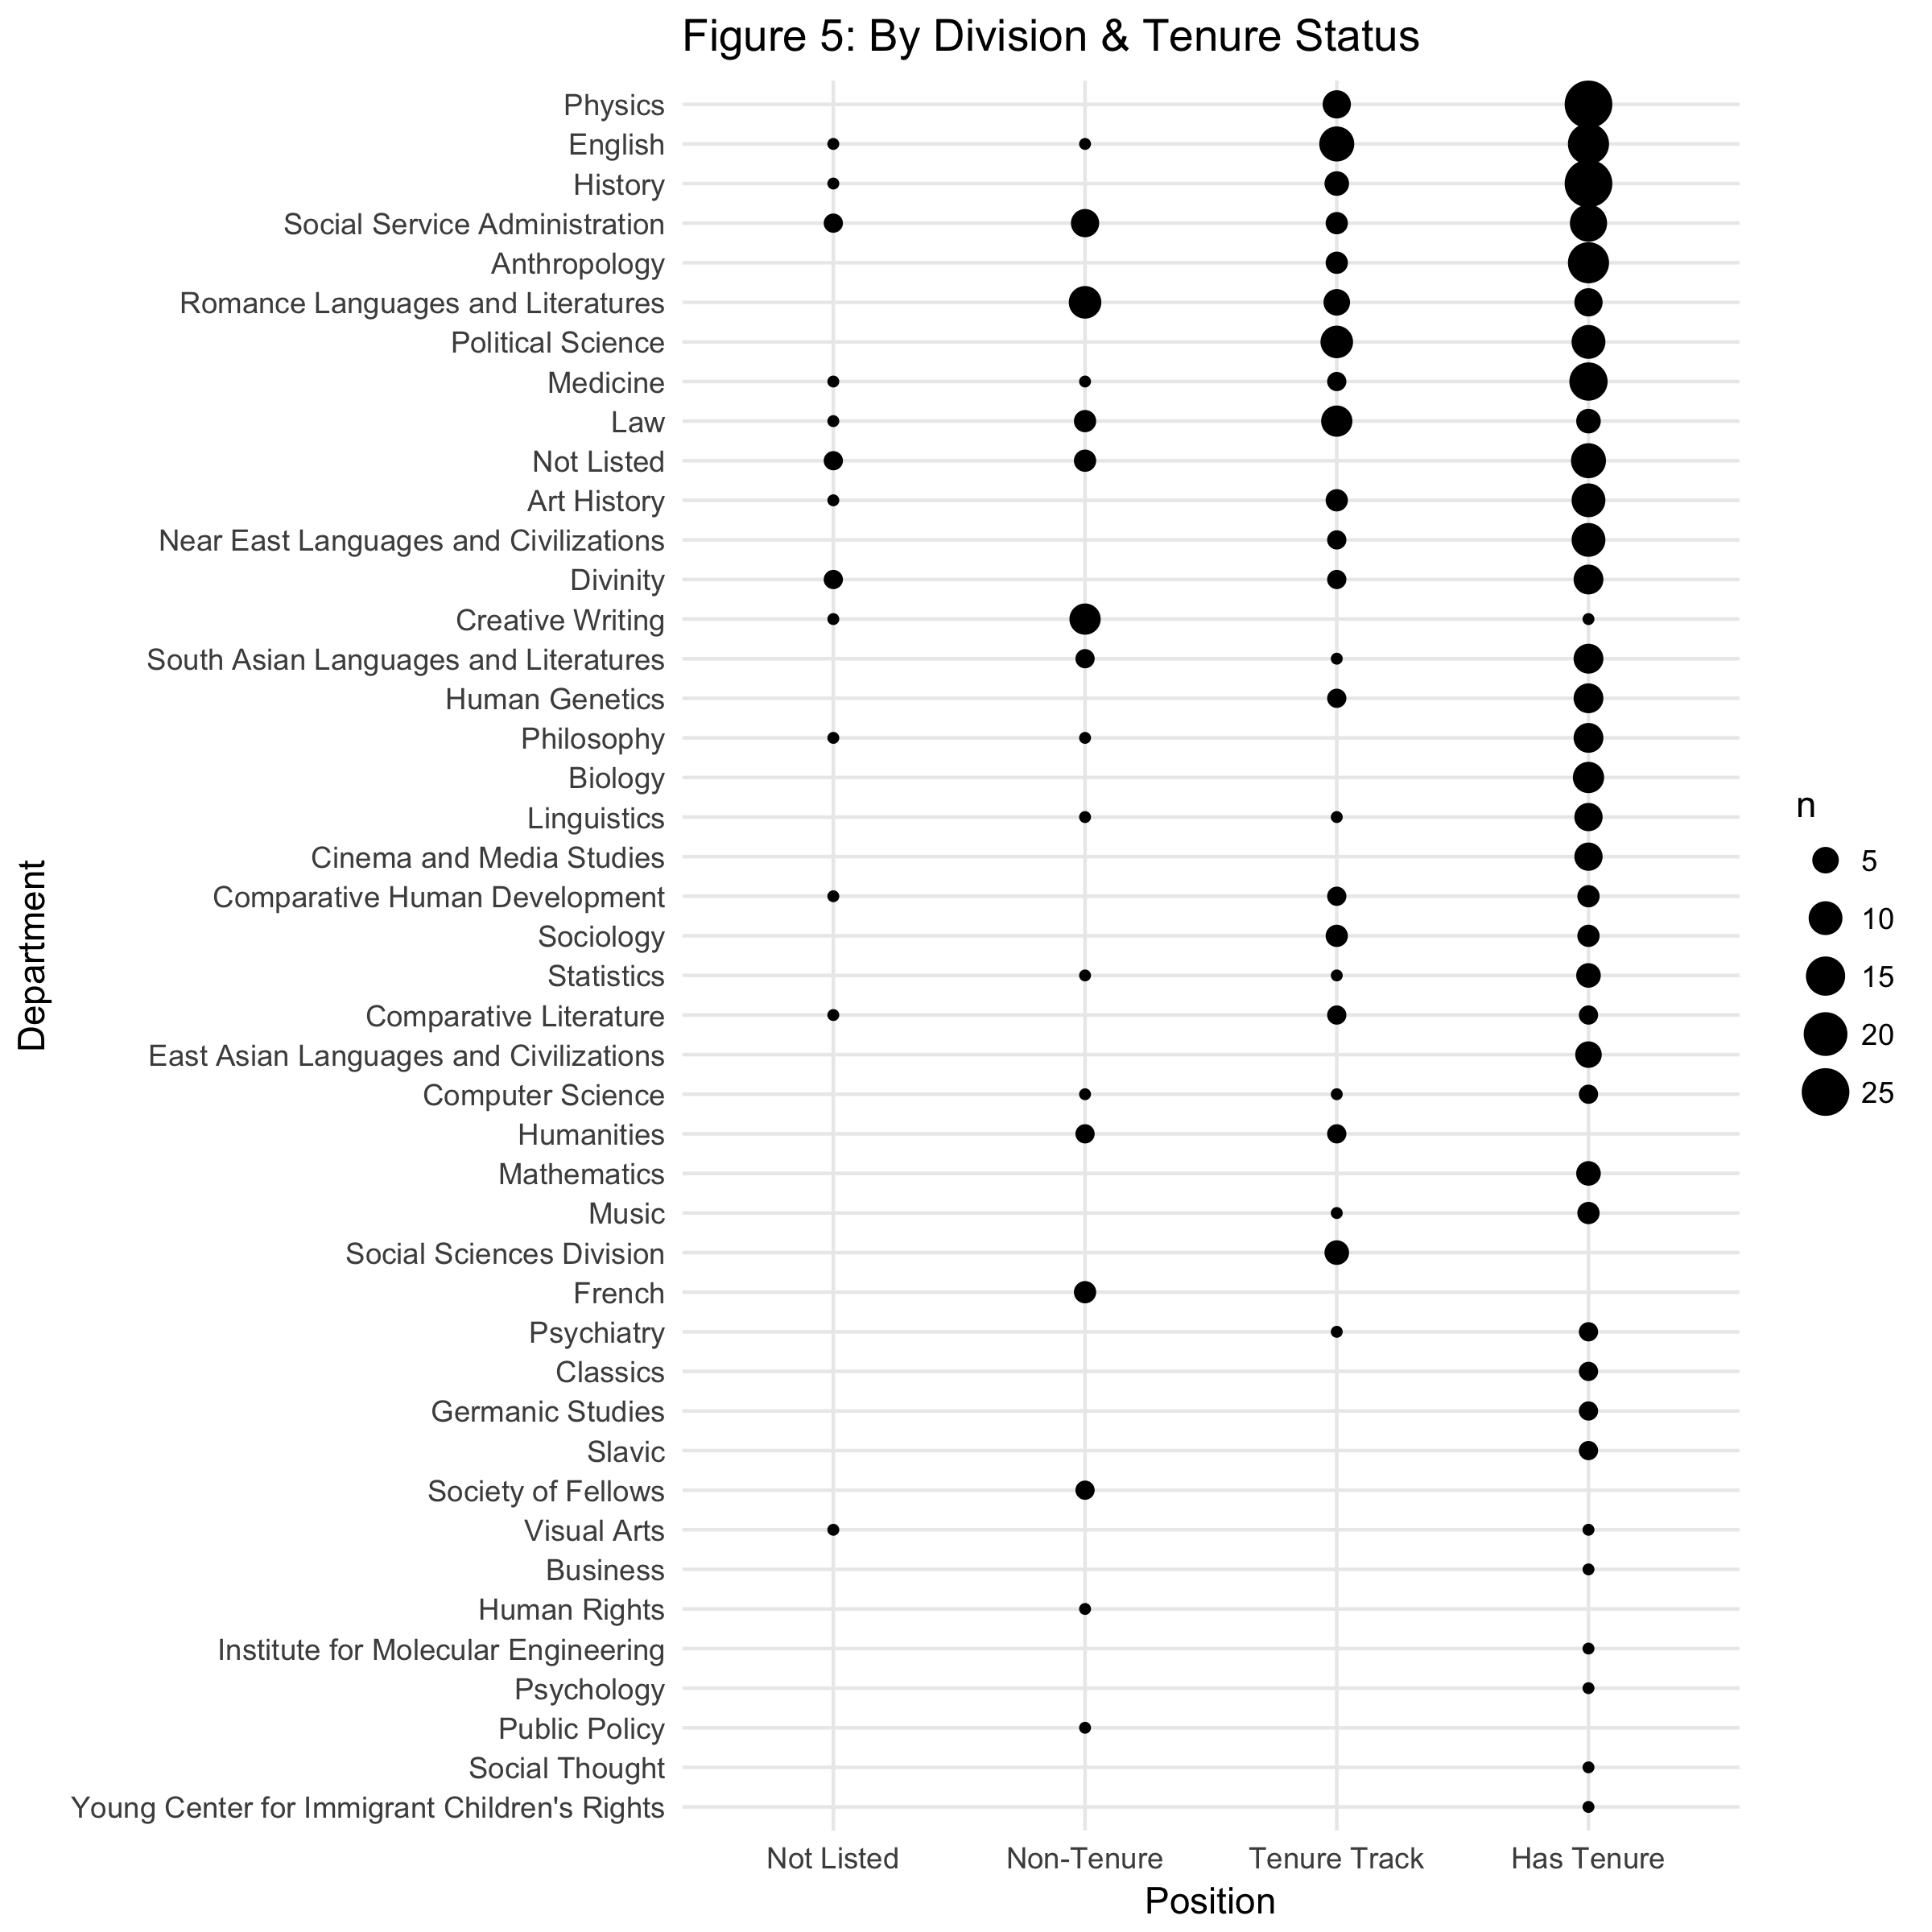 Figure 5: By Division & Tenure Status
Physics
English
History
Social Service Administration
Anthropology
Romance Languages and Literatures
Political Science
Medicine
Law
Not Listed
Art History
Near East Languages and Civilizations
Divinity
Creative Writing
South Asian Languages and Literatures
Human Genetics
Philosophy
Biology
Linguistics
Cinema and Media Studies
Comparative Human Development
Sociology
Statistics
Comparative Literature
East Asian Languages and Civilizations
Computer Science
Humanities
Mathematics
Music
Social Sciences Division
French
Psychiatry
Classics
Germanic Studies
Slavic
Society of Fellows
Visual Arts
Business
Human Rights
Institute for Molecular Engineering
Psychology
Public Policy
Social Thought
Young Center for Immigrant Children's Rights
Department
Not Listed Non-Tenure Tenure Track Has Tenure
Position
n
5
10
15
20
25